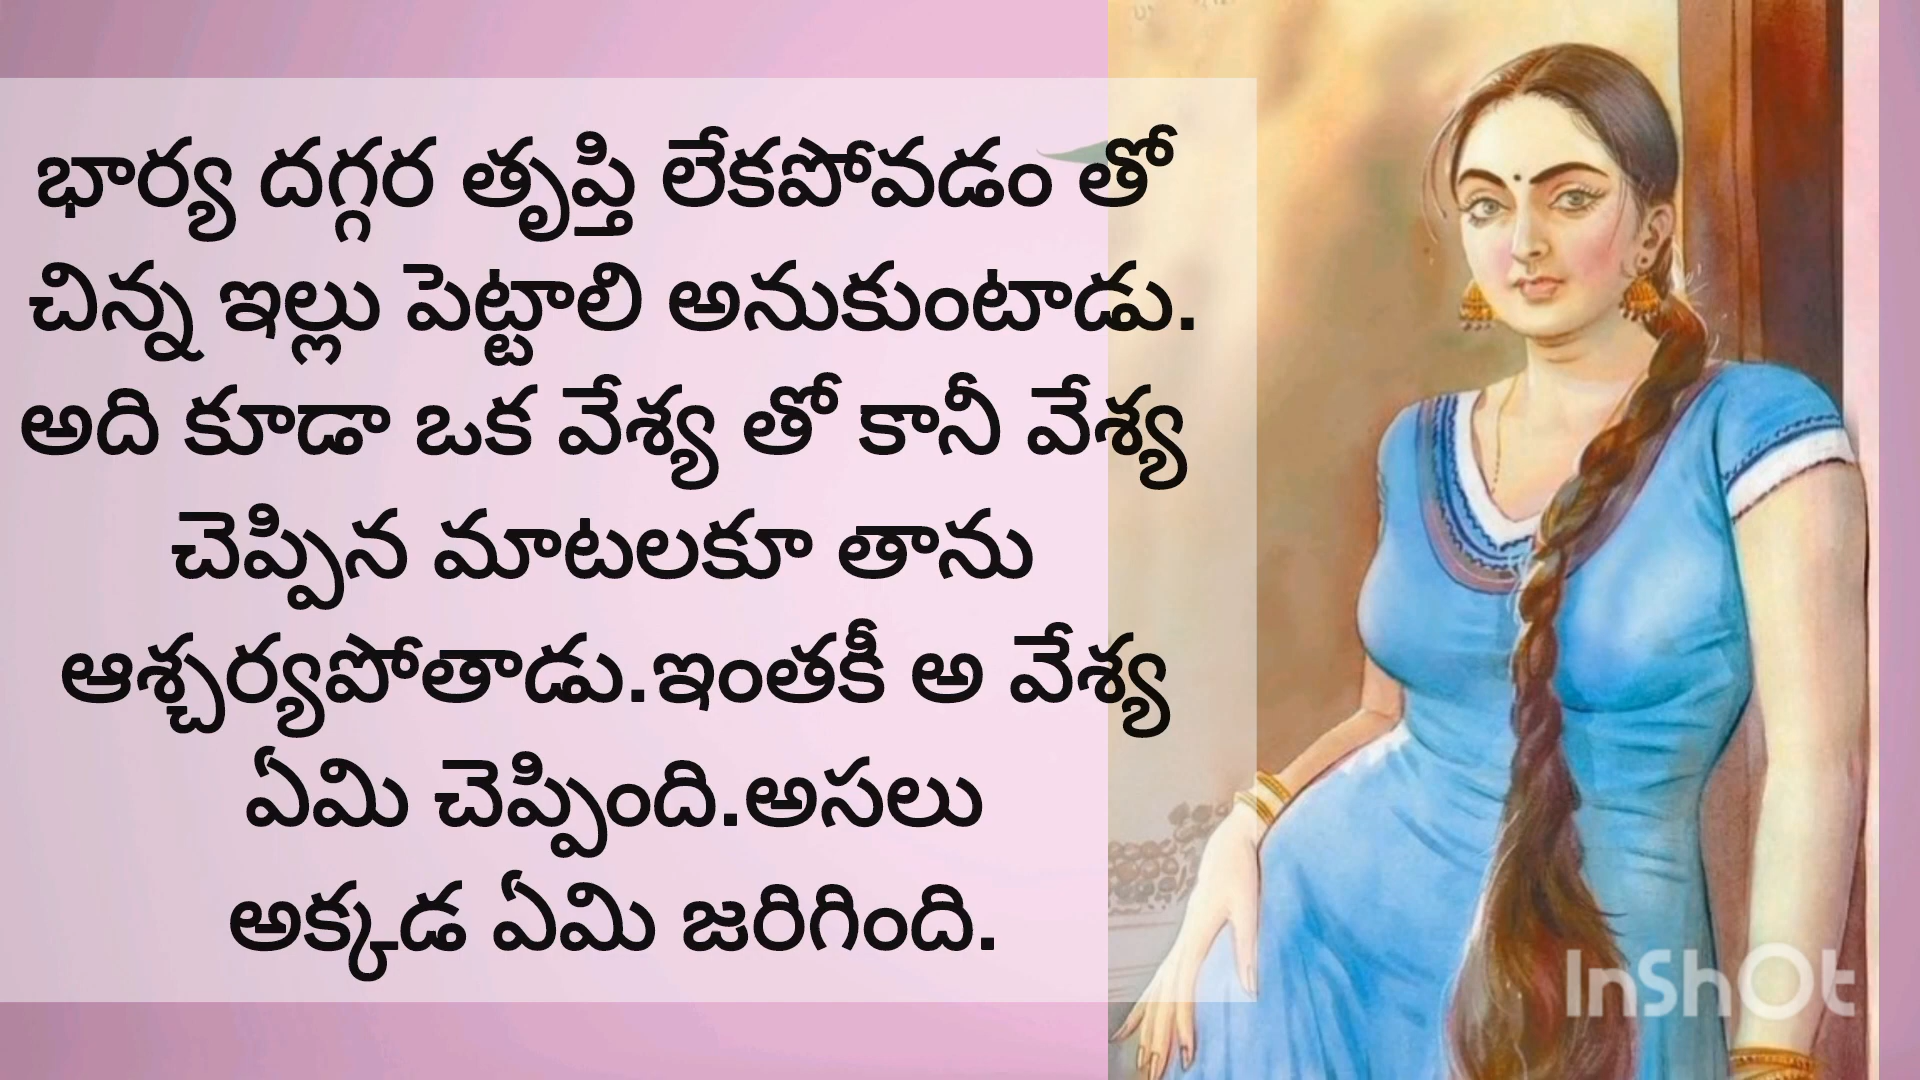 భార్య దగ్గర తృప్తి లేకపోవడం తో
చిన్న ఇల్లు పెట్టాలి అనుకుంటాడు.
అది కూడా ఒక వేశ్య తో కానీ వేశ్య
చెప్పిన మాటలకూ తాను
ఆశ్చర్యపోతాడు.ఇంతకీ అ వేశ్య
ఏమి చెప్పింది.అసలు
అక్కడ ఏమి జరిగింది.
InShOt